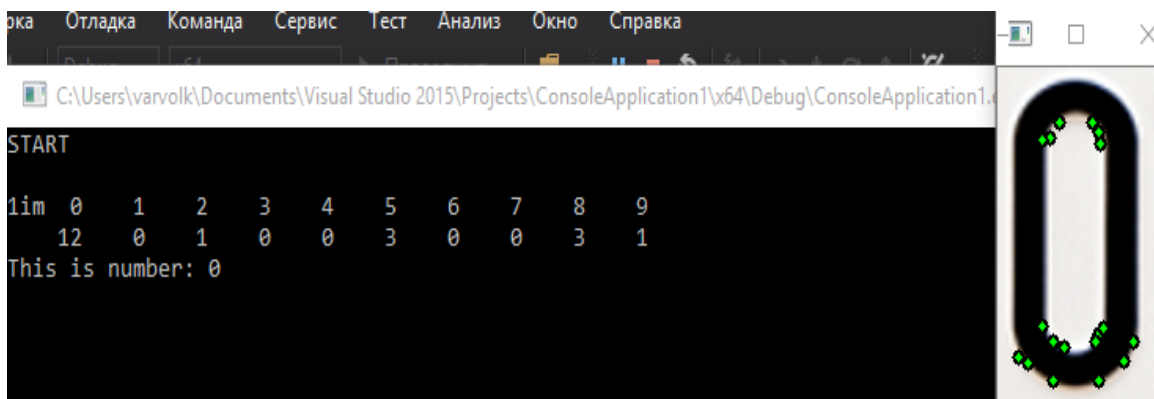 Отладка Команда Сервис Тест Анализ Окно Справка
C:\Users\varvolk\Documents\Visual Studio 2015\Projects\ConsoleApplication1\x64\Debug\ConsoleApplication1.e
START
1im 0 1 2 3 4 5 6 7 8 9
12 0 1 0 0 3 0 0 3 1
This is number: 0